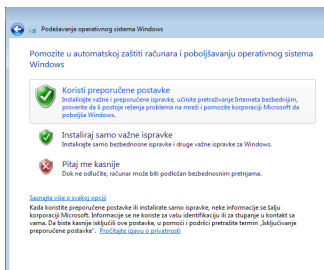 Podešavanje operativnog sistema Windows
Pomozite u automatskoj zaštiti računara i poboljšavanju operativnog sistema
Windows
Koristi preporučene postavke
Instalirajte važne i preporučene ispravke, učinite pretraživanje Interneta bezbednijim,
proverite da li postoje rešenja problema na mreži i pomozite korporaciji Microsoft da
poboljša Windows.
Instaliraj samo važne ispravke
Instalirajte samo bezbednosne ispravke i druge važne ispravke za Windows.
Pitaj me kasnije
Dok ne odlučite, računar može biti podložan bezbednosnim pretnjama.
Saznajte više o svakoj opciji
Kada koristite preporučene postavke ili instalirate samo ispravke, neke informacije se šalju
korporaciji Microsoft. Informacije se ne koriste za vašu identifikaciju ili za stupanje u kontakt sa
vama. Da biste kasnije isključili ove postavke, u pomoći i podršci pretražite termin „Isključivanje
preporučene postavke”. Pročitajte izjavu o privatnosti